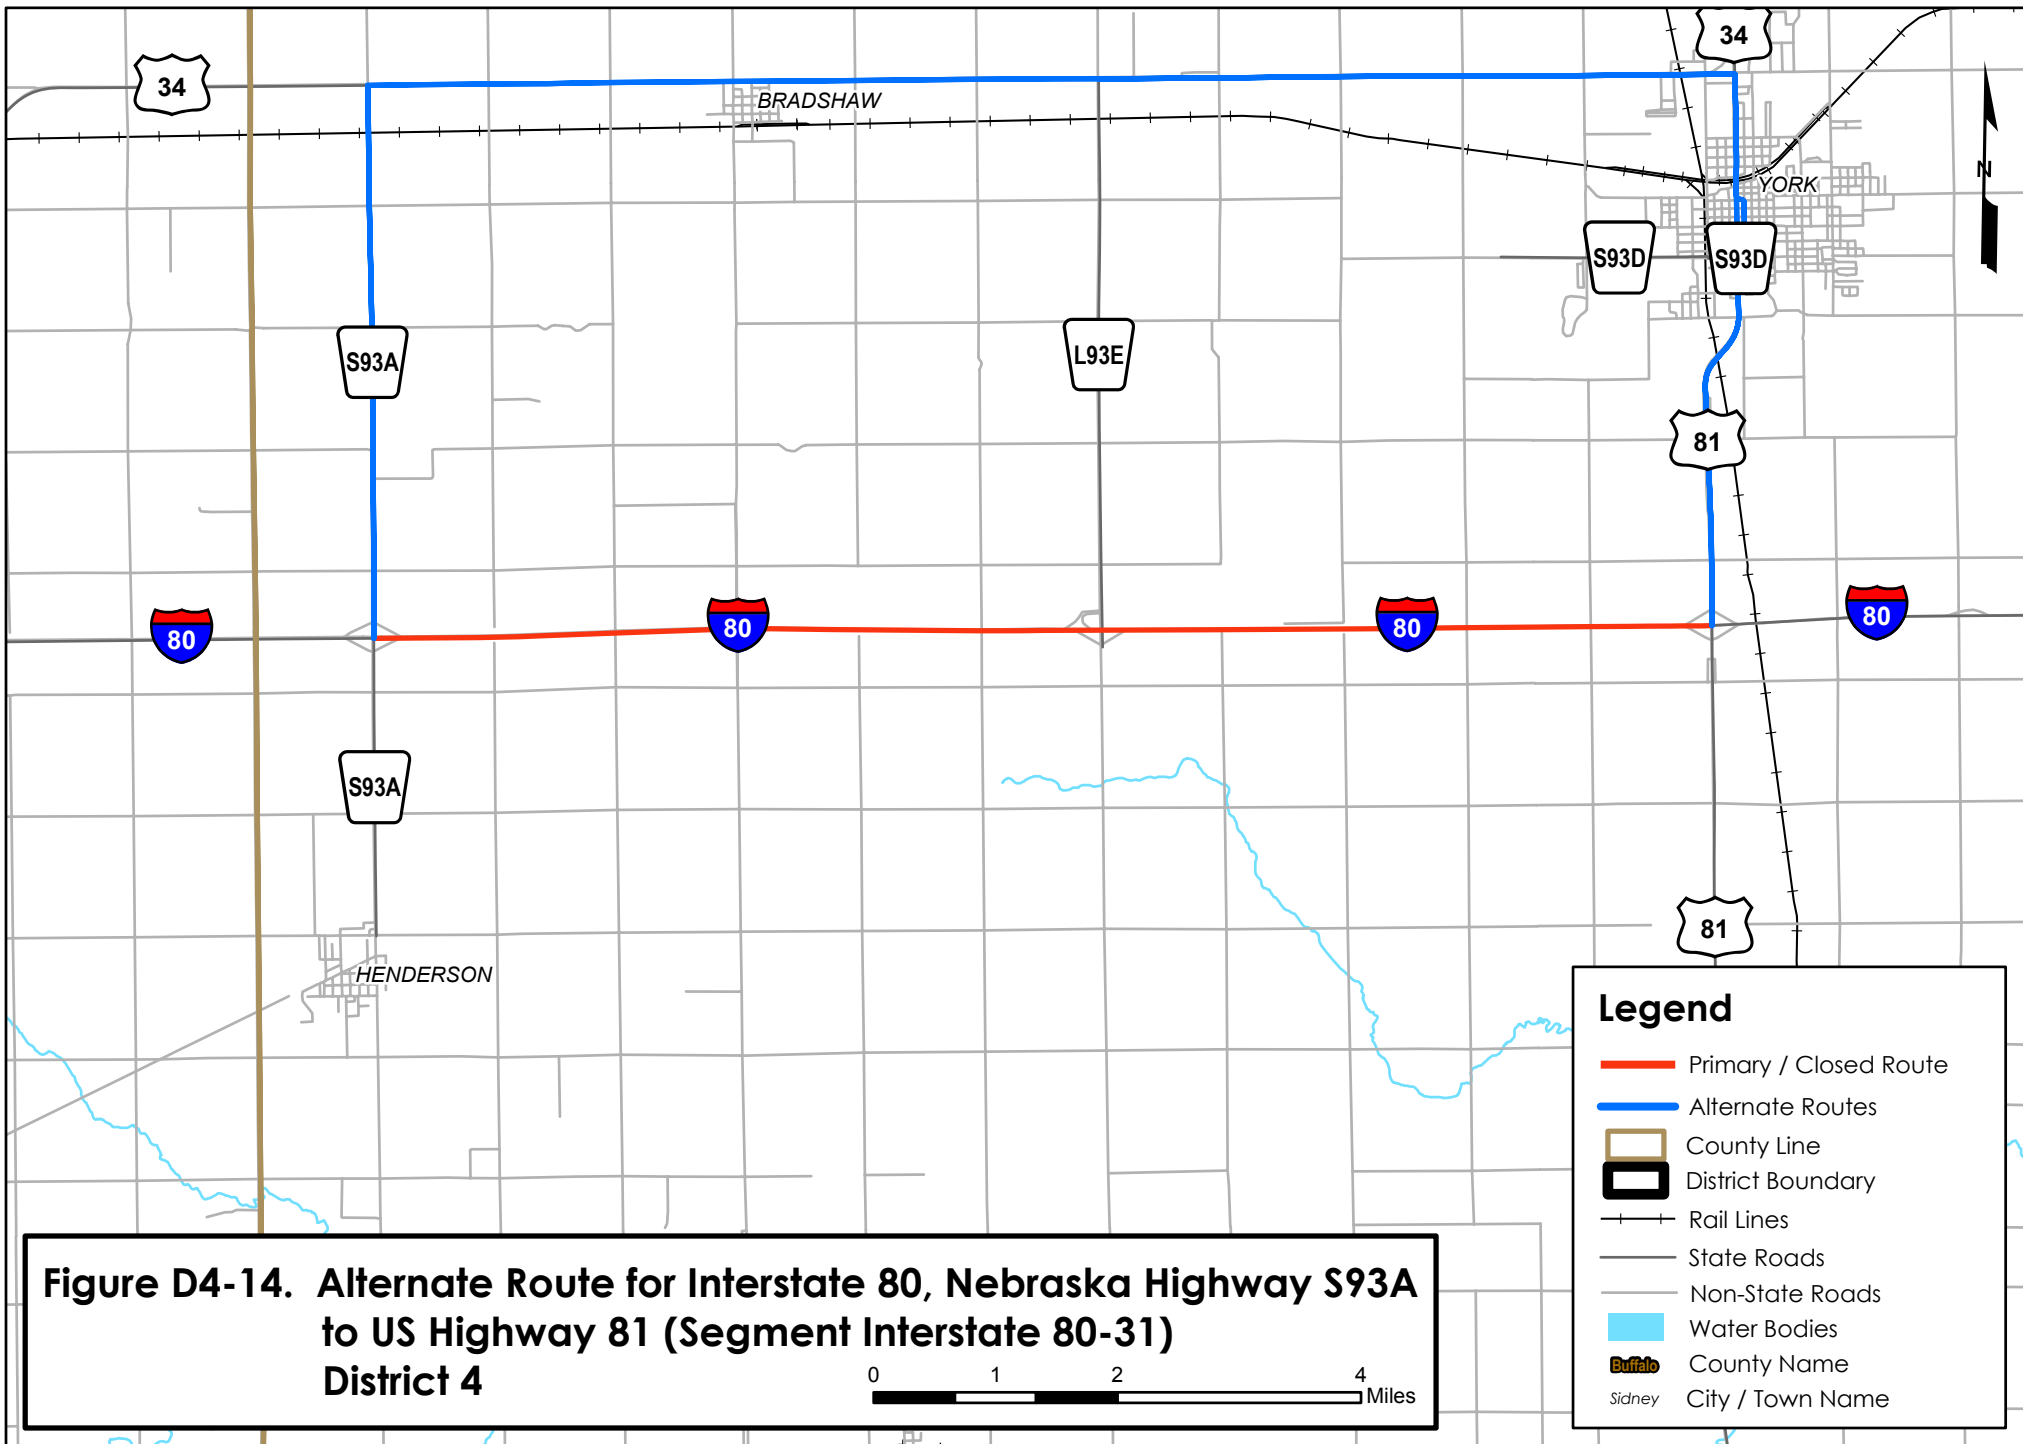 34
34
BRADSHAW
YORK
N
S93D
S93D
S93A
L93E
81
80
80
80
80
S93A
81
HENDERSON
Legend
Primary / Closed Route
Alternate Routes
County Line
District Boundary
Rail Lines
State Roads
Non-State Roads
Water Bodies
Buffalo County Name
Sidney City / Town Name
Figure D4-14. Alternate Route for Interstate 80, Nebraska Highway S93A
to US Highway 81 (Segment Interstate 80-31)
District 4
0 1 2 4
Miles